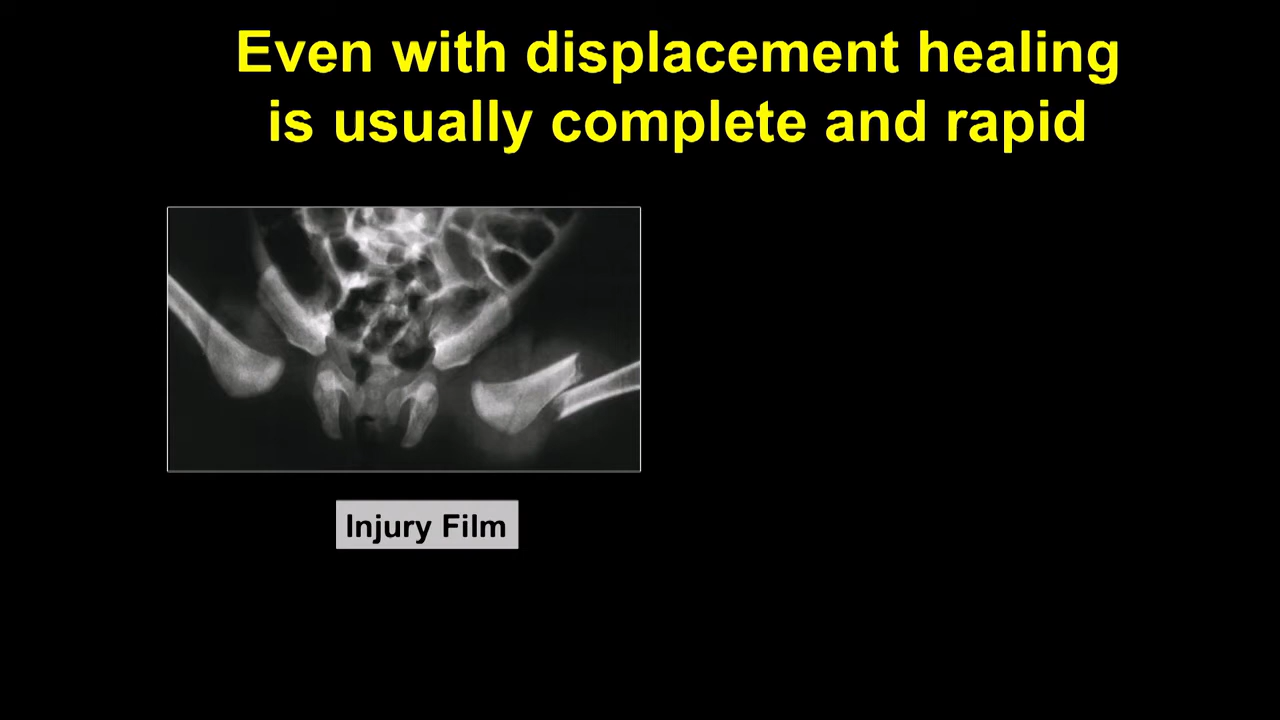 Even with displacement healing
is usually complete and rapid
Injury Film